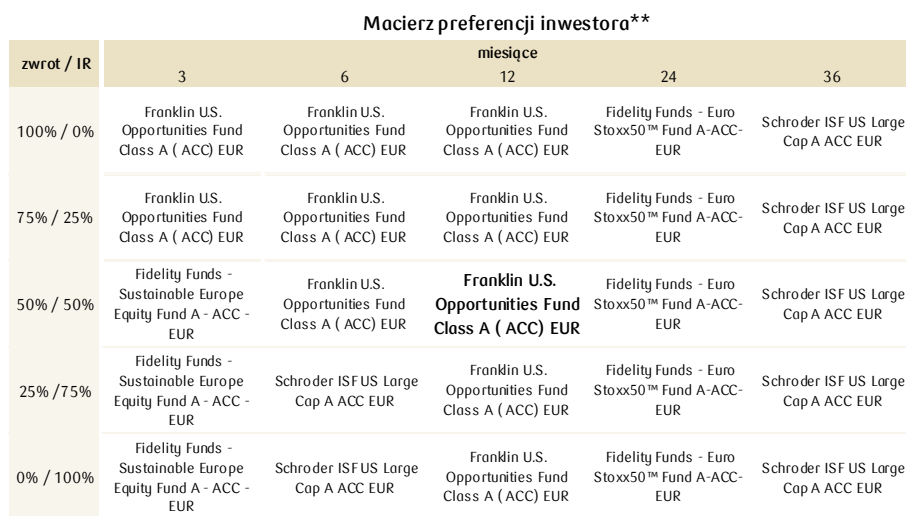 Macierz preferencji inwestora**
zwrot / IR
miesiące
3 6 12 24 36
100% / 0%
Franklin U.S.
Opportunities Fund
Class A ( ACC) EUR
Franklin U.S.
Opportunities Fund
Class A ( ACC) EUR
Franklin U.S.
Opportunities Fund
Class A ( ACC) EUR
Fidelity Funds - Euro
Stoxx50™ Fund A-ACC-
EUR
Schroder ISF US Large
Cap A ACC EUR
75% / 25%
Franklin U.S.
Opportunities Fund
Class A ( ACC) EUR
Franklin U.S.
Opportunities Fund
Class A ( ACC) EUR
Franklin U.S.
Opportunities Fund
Class A ( ACC) EUR
Fidelity Funds - Euro
Stoxx50™ Fund A-ACC-
EUR
Schroder ISF US Large
Cap A ACC EUR
50% / 50%
Fidelity Funds -
Sustainable Europe
Equity Fund A - ACC -
EUR
Franklin U.S.
Opportunities Fund
Class A ( ACC) EUR
Franklin U.S.
Opportunities Fund
Class A ( ACC) EUR
Fidelity Funds - Euro
Stoxx50™ Fund A-ACC-
EUR
Schroder ISF US Large
Cap A ACC EUR
25% /75%
Fidelity Funds -
Sustainable Europe
Equity Fund A - ACC -
EUR
Schroder ISF US Large
Cap A ACC EUR
Franklin U.S.
Opportunities Fund
Class A ( ACC) EUR
Fidelity Funds - Euro
Stoxx50™ Fund A-ACC-
EUR
Schroder ISF US Large
Cap A ACC EUR
0% / 100%
Fidelity Funds -
Sustainable Europe
Equity Fund A - ACC -
EUR
Schroder ISF US Large
Cap A ACC EUR
Franklin U.S.
Opportunities Fund
Class A ( ACC) EUR
Fidelity Funds - Euro
Stoxx50™ Fund A-ACC-
EUR
Schroder ISF US Large
Cap A ACC EUR